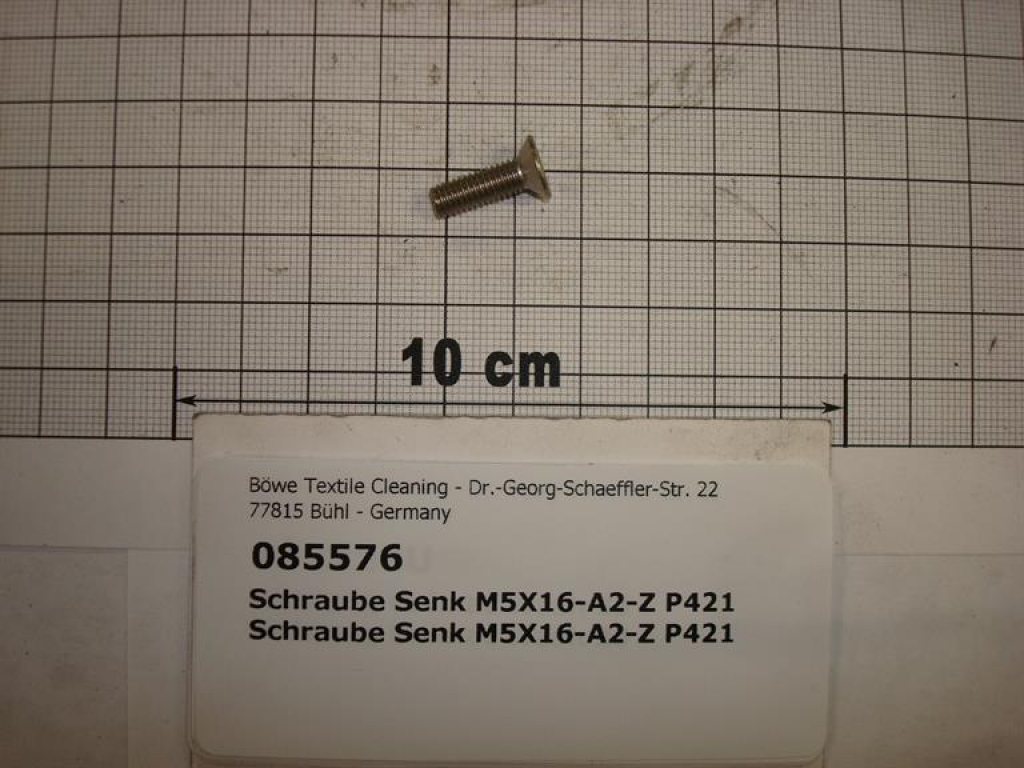 10 cm
Böwe Textile Cleaning - Dr.-Georg-Schaeffler-Str. 22
77815 Bühl - Germany
085576
Schraube Senk M5X16-A2-Z P421
Schraube Senk M5X16-A2-Z P421